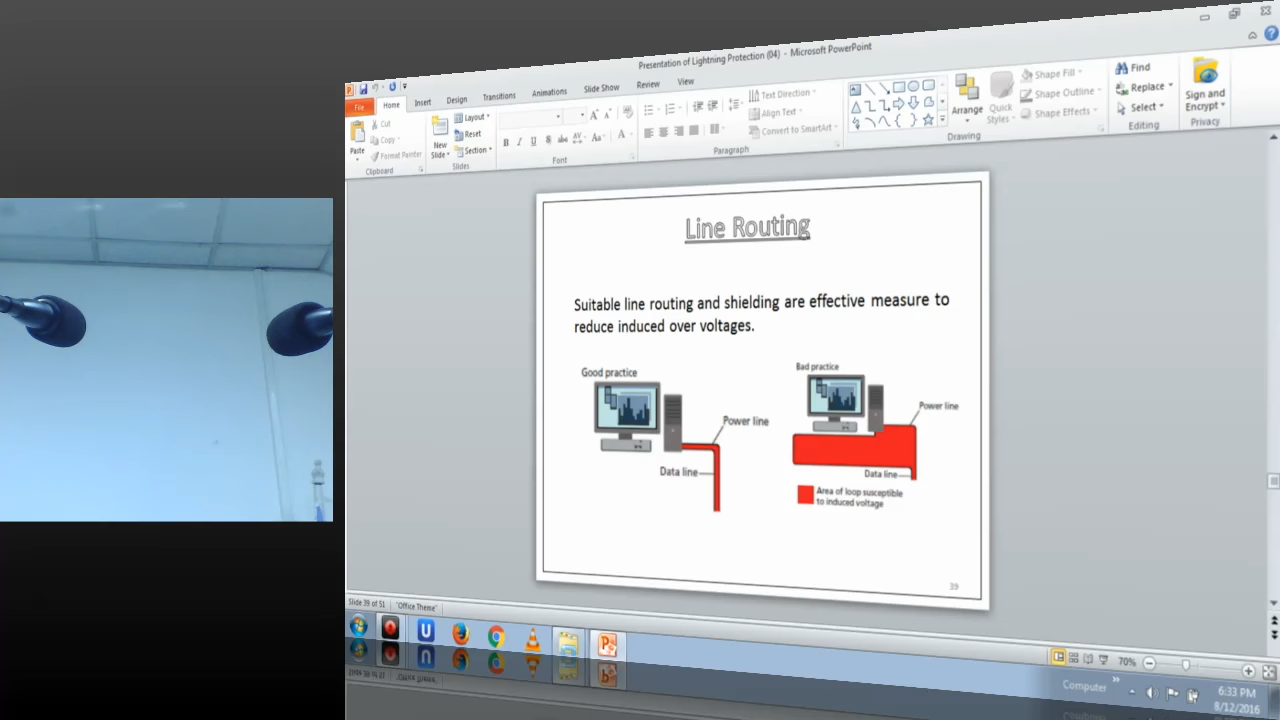 Presentation of Lightning Protection (04) - Microsoft PowerPoint
File Home Insert Design Transitions Animations Slide Show Review View
Paste
Cut
Copy
Format Painter
Clipboard
New Slide
Layout
Reset
Section
Slides
Font
Text Direction
Align Text
Convert to SmartArt
Paragraph
Arrange
Quick Styles
Shape Fill
Shape Outline
Shape Effects
Drawing
Find
Replace
Select
Editing
Sign and
Encrypt
Privacy
Line Routing
Suitable line routing and shielding are effective measure to
reduce induced over voltages.
Good practice
Power line
Data line
Bad practice
Power line
Data line
Area of loop susceptible
to induced voltage
39
Slide 39 of 51 "Office Theme"
70%
Computer
6:33 PM
8/12/2016